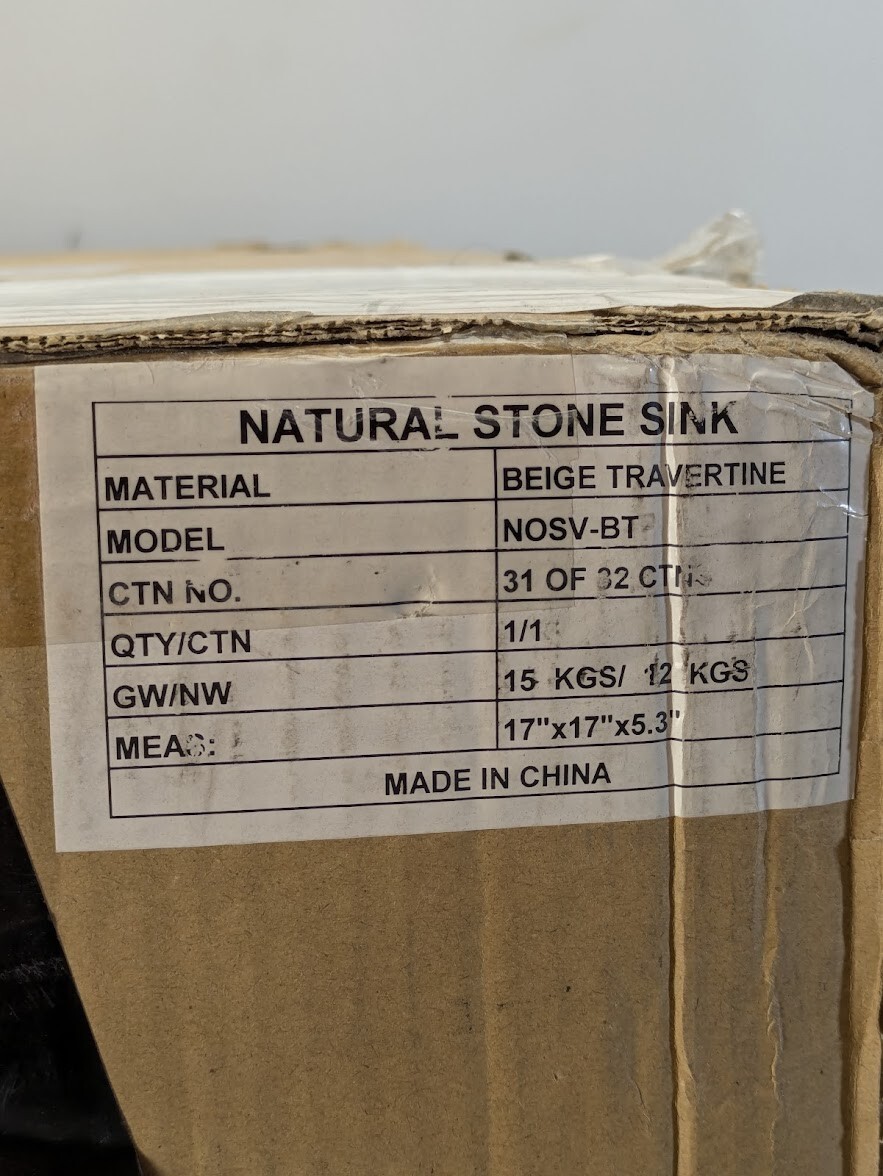 NATURAL STONE SINK
MATERIAL BEIGE TRAVERTINE
MODEL NOSV-BT
CTN NO. 31 OF 32 CTNS
QTY/CTN 1/1
GW/NW 15 KGS/ 12 KGS
MEAS: 17"x17"x5.3"
MADE IN CHINA